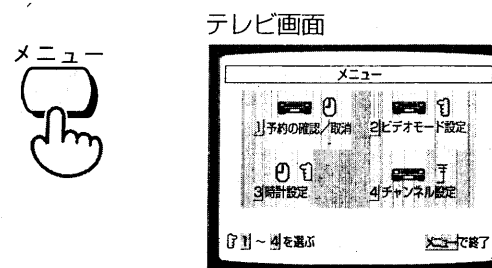 テレビ画面
メニュー
メニュー
1 予約の確認/取消
2 ビデオモード設定
3 時計設定
4 チャンネル設定
1 ~ 4 を選ぶ
メニューで終了